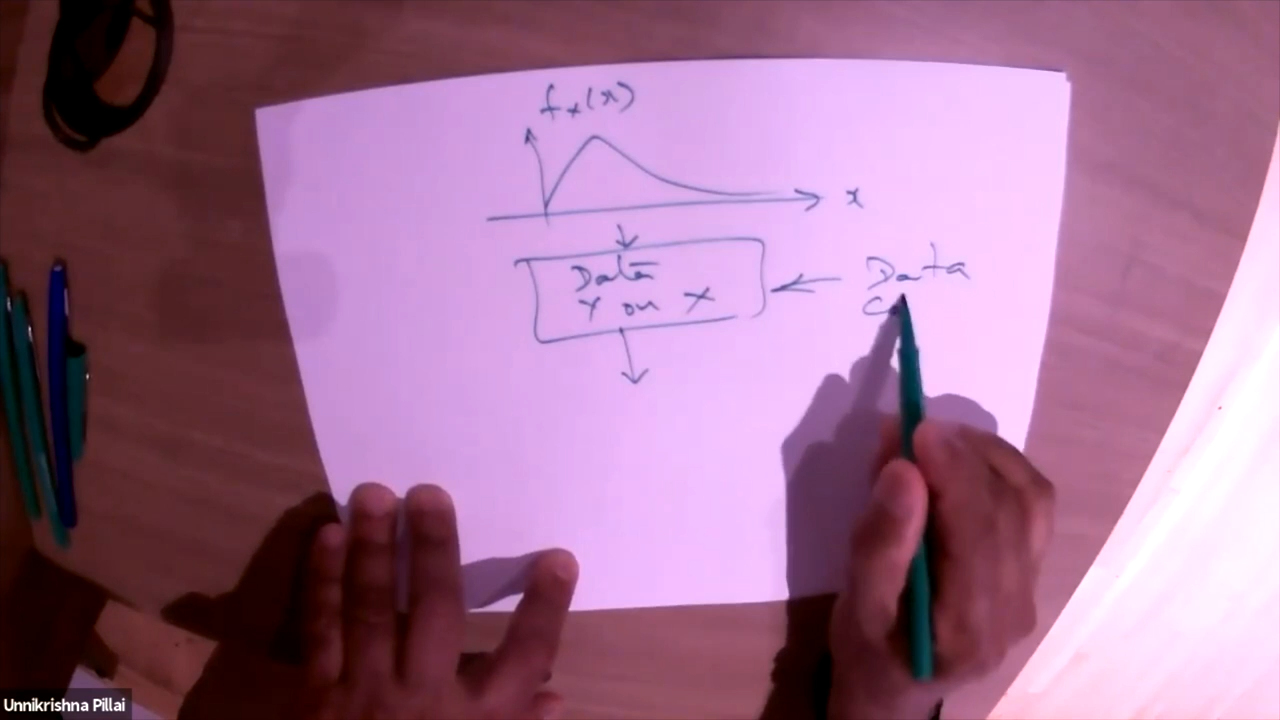 fx(x)
x
Data
Y on X
Data
C
Unnikrishna Pillai